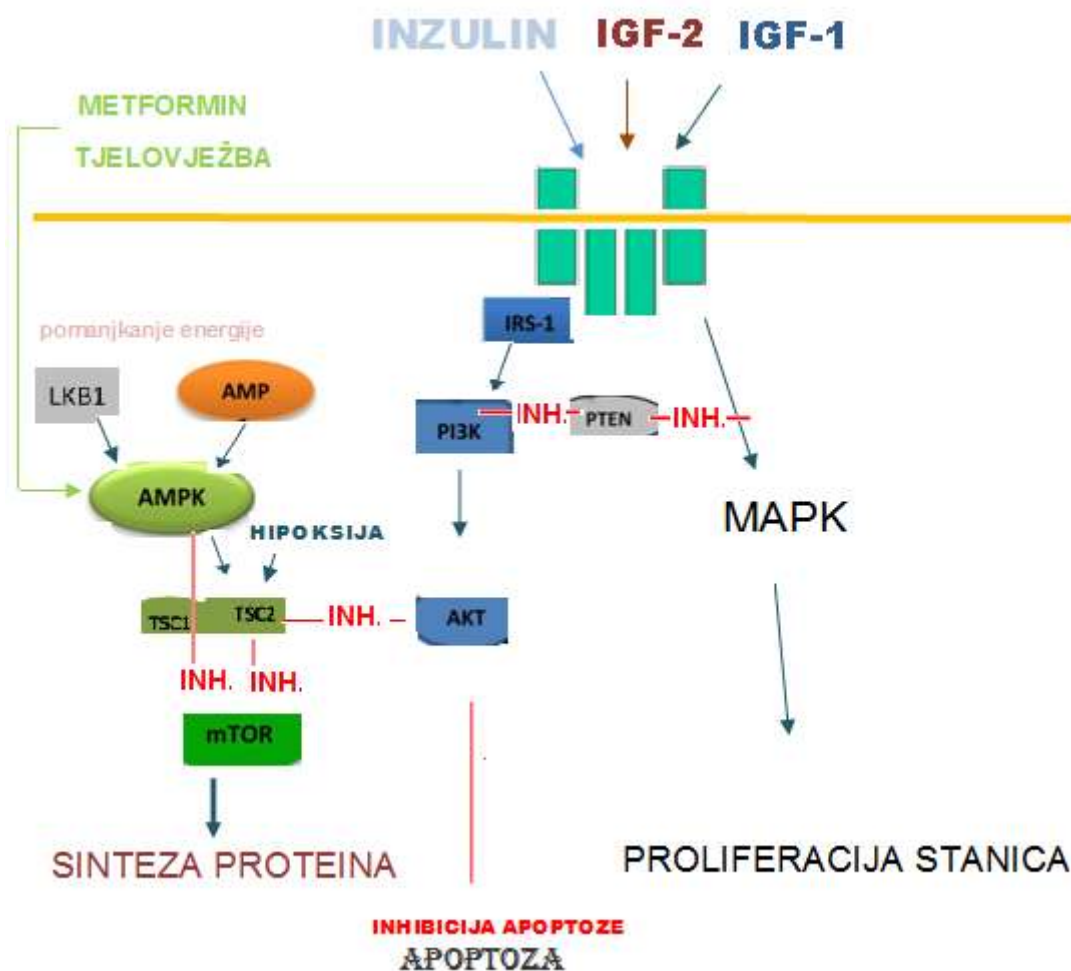 INZULIN IGF-2 IGF-1
METFORMIN
TJELOVJEŽBA
pomanjkanje energije
IRS-1
LKB1
AMP
PI3K
INH.
PTEN
INH.
AMPK
MAPK
HIPOKSIJA
TSC1
TSC2
INH.
AKT
INH.
INH.
mTOR
SINTEZA PROTEINA
PROLIFERACIJA STANICA
INHIBICIJA APOPTOZE
APOPTOZA